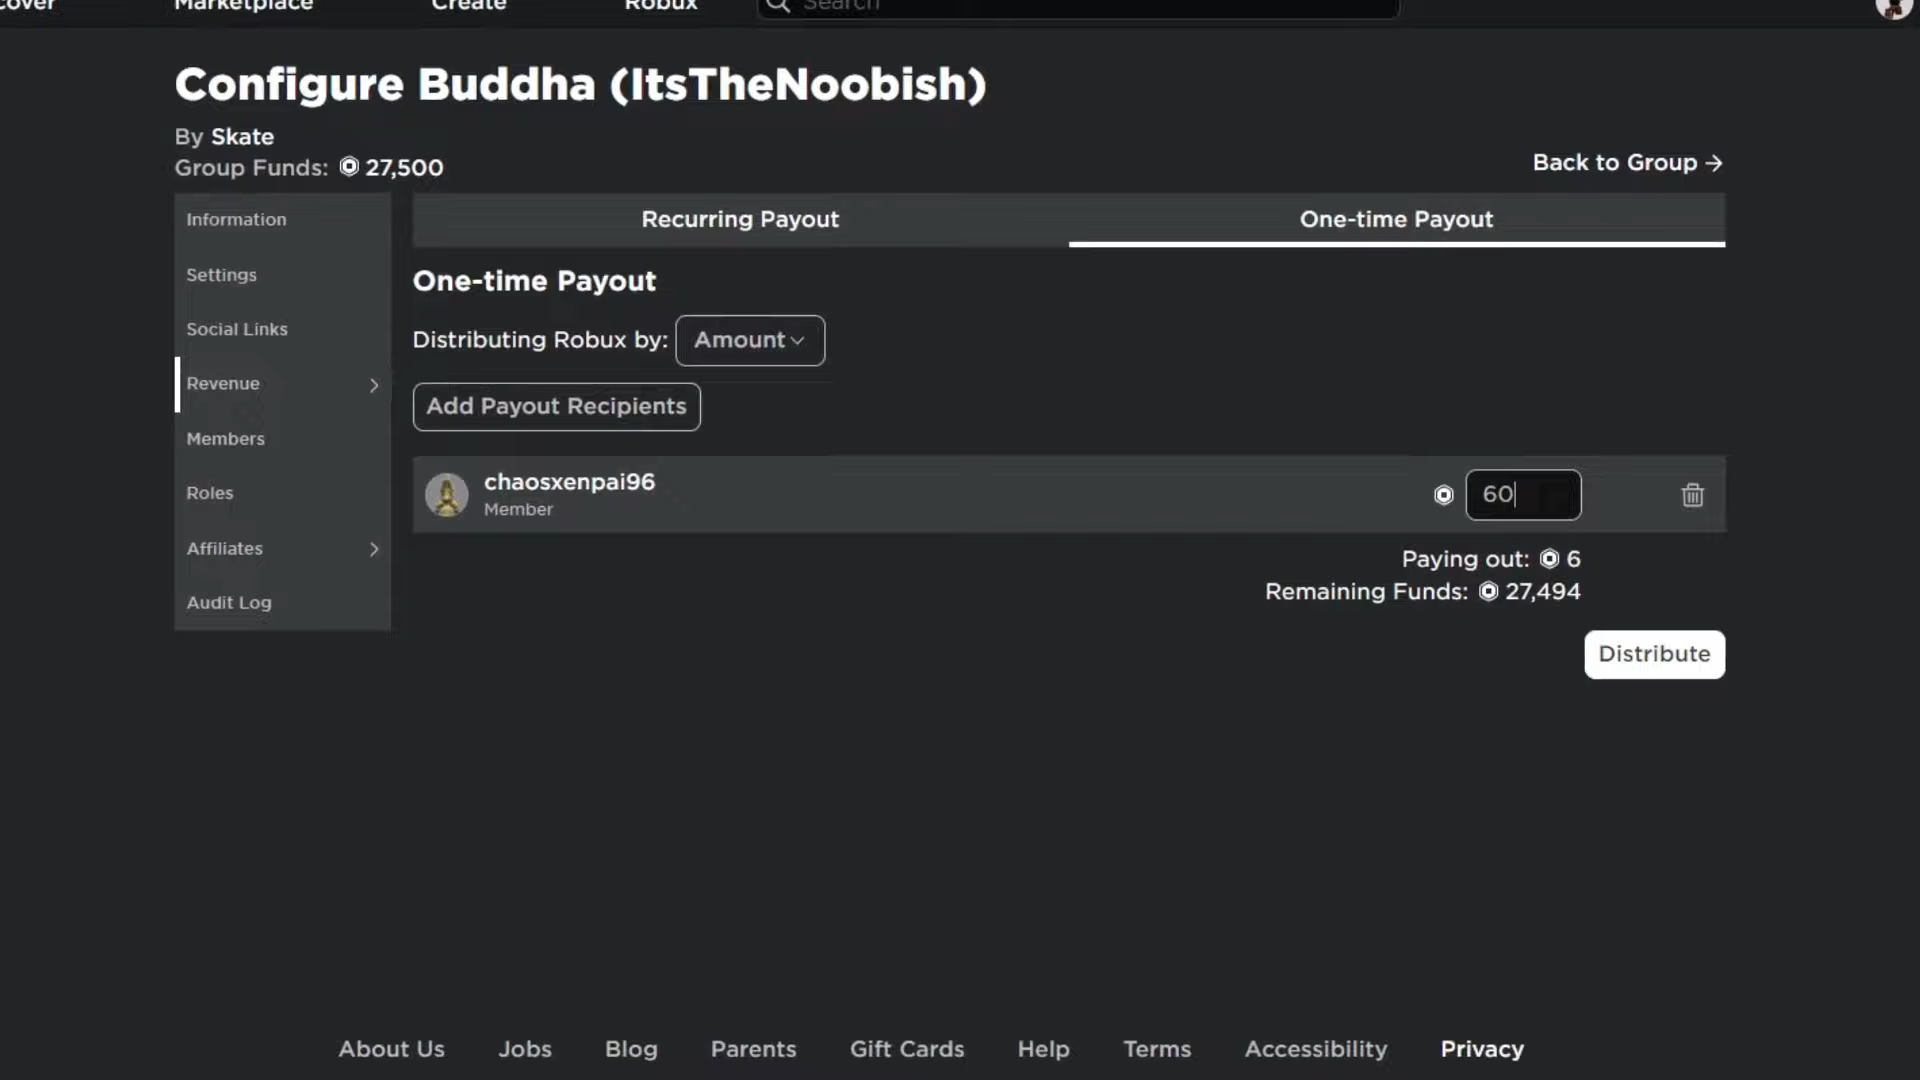 cover Marketplace Create Robux Search
Configure Buddha (ItsTheNoobish)
By Skate
Group Funds: 27,500
Back to Group →
Information
Settings
Social Links
Revenue
Members
Roles
Affiliates
Audit Log
Recurring Payout One-time Payout
One-time Payout
Distributing Robux by: Amount
Add Payout Recipients
chaosxenpai96
Member
60
Paying out: 6
Remaining Funds: 27,494
Distribute
About Us Jobs Blog Parents Gift Cards Help Terms Accessibility Privacy